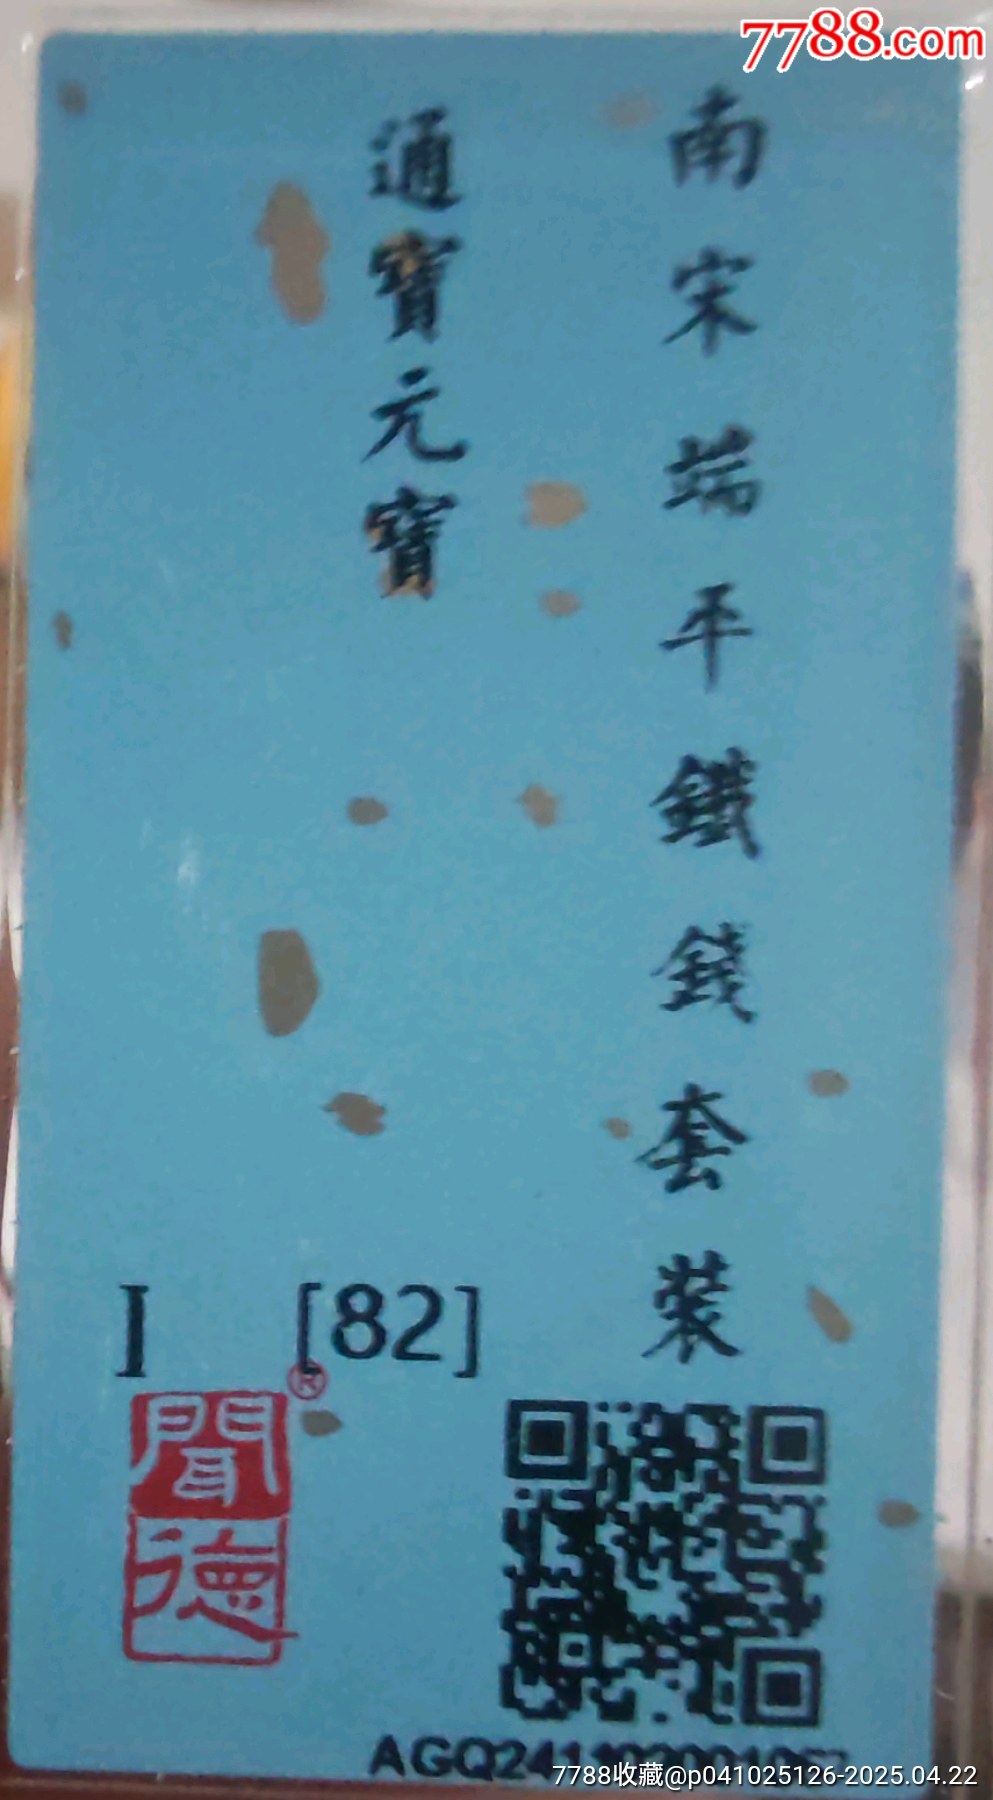 7788.com
南宋端平鐵錢套裝
通寶元寶
I [82]
®
聞德
7788收藏@p041025126-2025.04.22